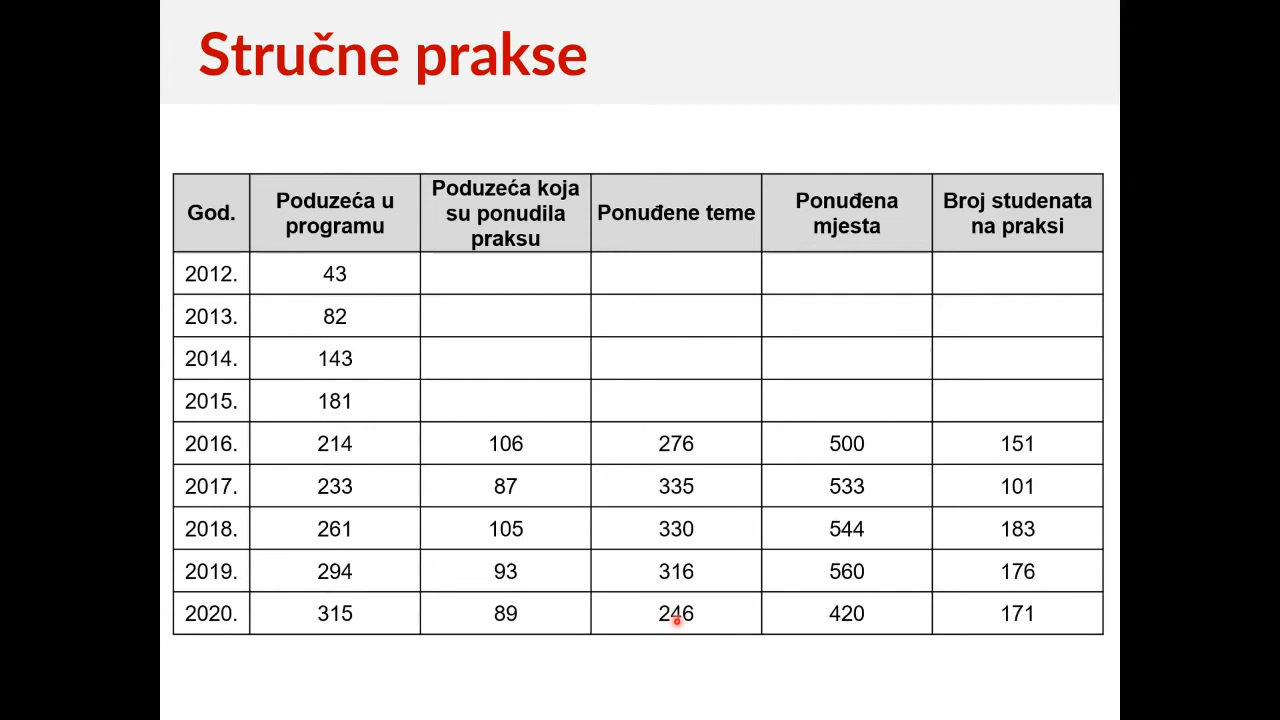 Stručne prakse
God. Poduzeća u programu Poduzeća koja su ponudila praksu Ponuđene teme Ponuđena mjesta Broj studenata na praksi
2012. 43
2013. 82
2014. 143
2015. 181
2016. 214 106 276 500 151
2017. 233 87 335 533 101
2018. 261 105 330 544 183
2019. 294 93 316 560 176
2020. 315 89 246 420 171